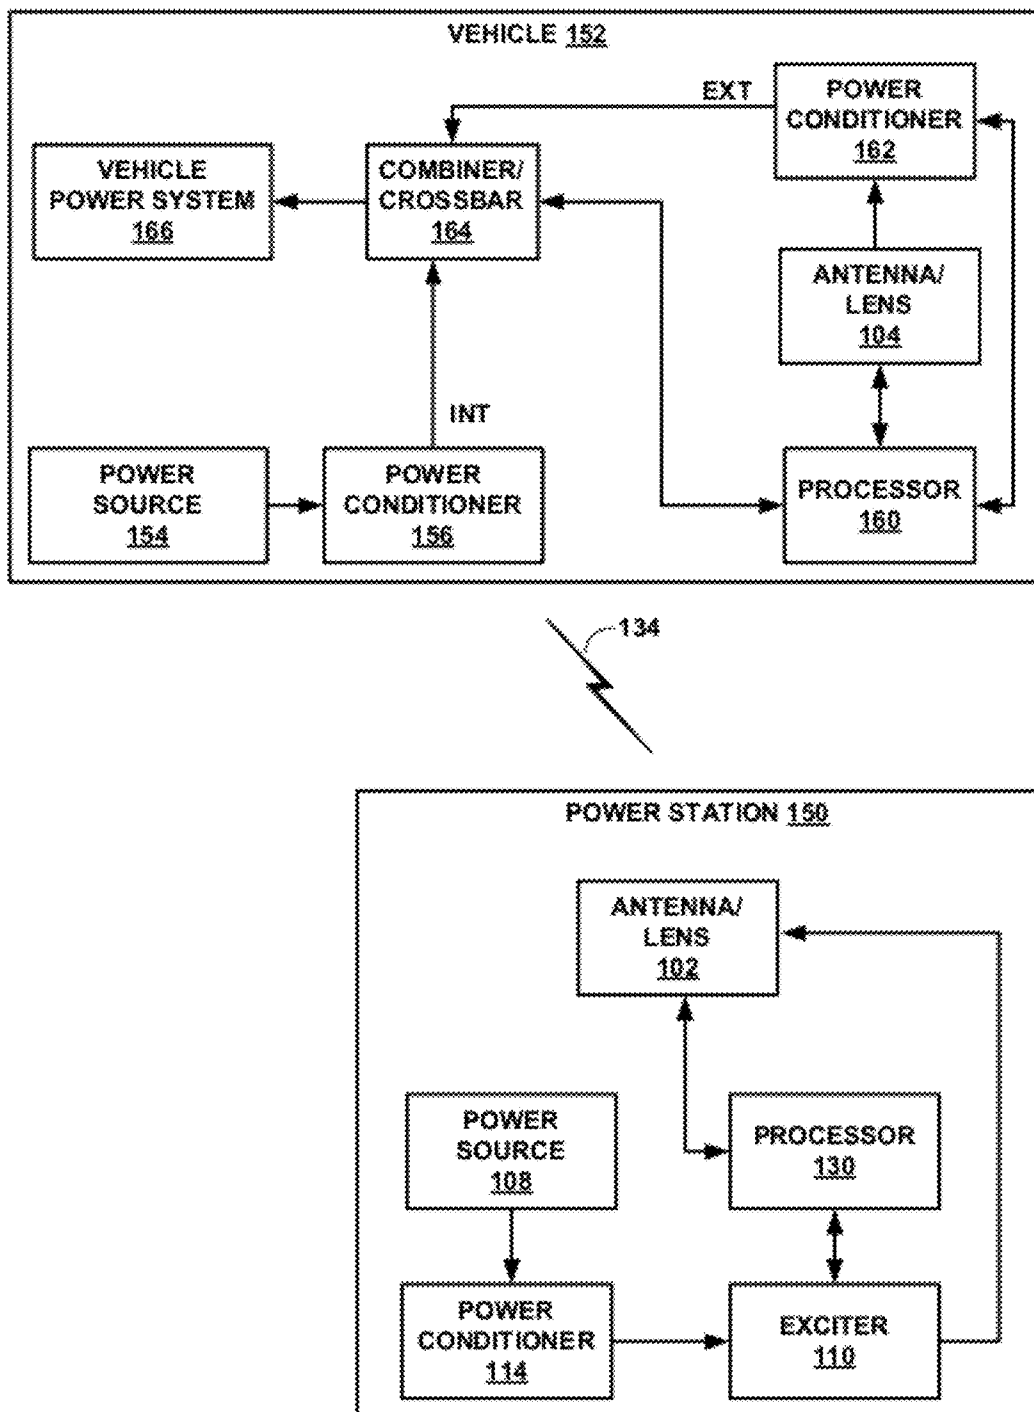 VEHICLE 152
POWER
CONDITIONER
162
EXT
VEHICLE
POWER SYSTEM
166
COMBINER/
CROSSBAR
164
ANTENNA/
LENS
104
INT
POWER
SOURCE
154
POWER
CONDITIONER
156
PROCESSOR
160
134
POWER STATION 150
ANTENNA/
LENS
102
POWER
SOURCE
108
PROCESSOR
130
POWER
CONDITIONER
114
EXCITER
110